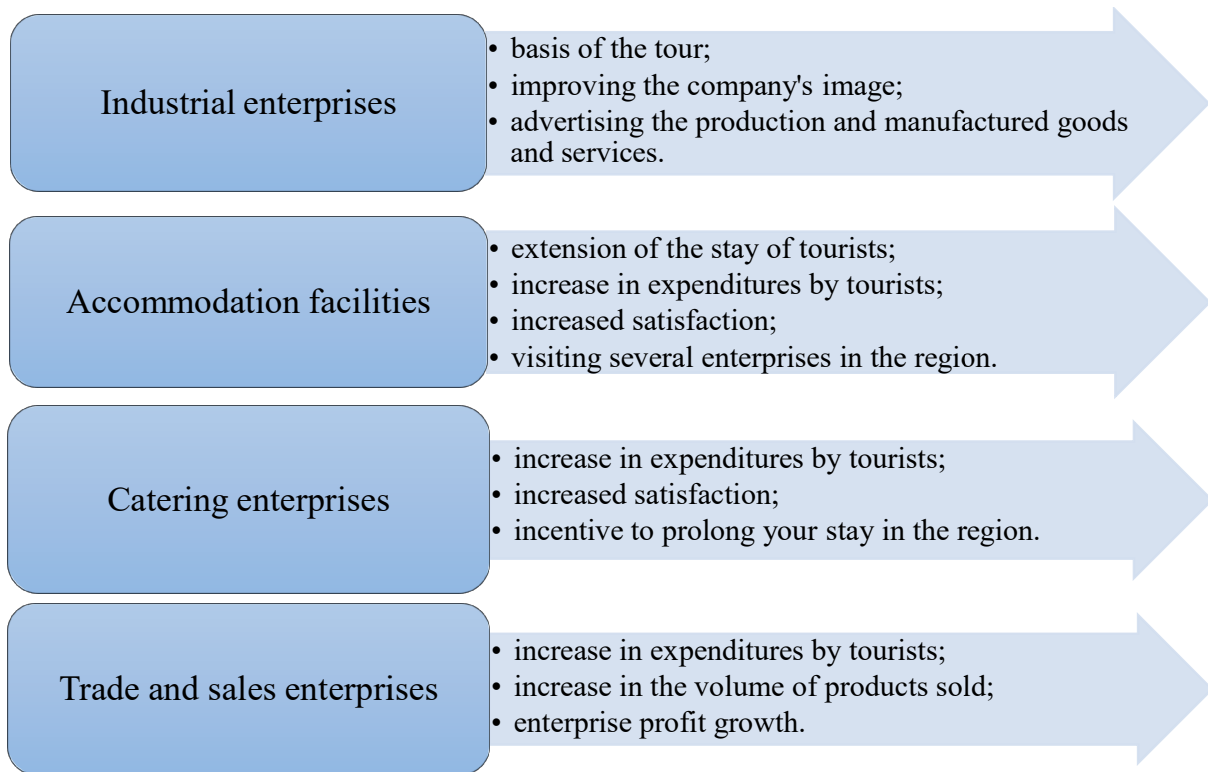 Industrial enterprises
• basis of the tour;
• improving the company's image;
• advertising the production and manufactured goods
and services.
Accommodation facilities
• extension of the stay of tourists;
• increase in expenditures by tourists;
• increased satisfaction;
• visiting several enterprises in the region.
Catering enterprises
• increase in expenditures by tourists;
• increased satisfaction;
• incentive to prolong your stay in the region.
Trade and sales enterprises
• increase in expenditures by tourists;
• increase in the volume of products sold;
• enterprise profit growth.